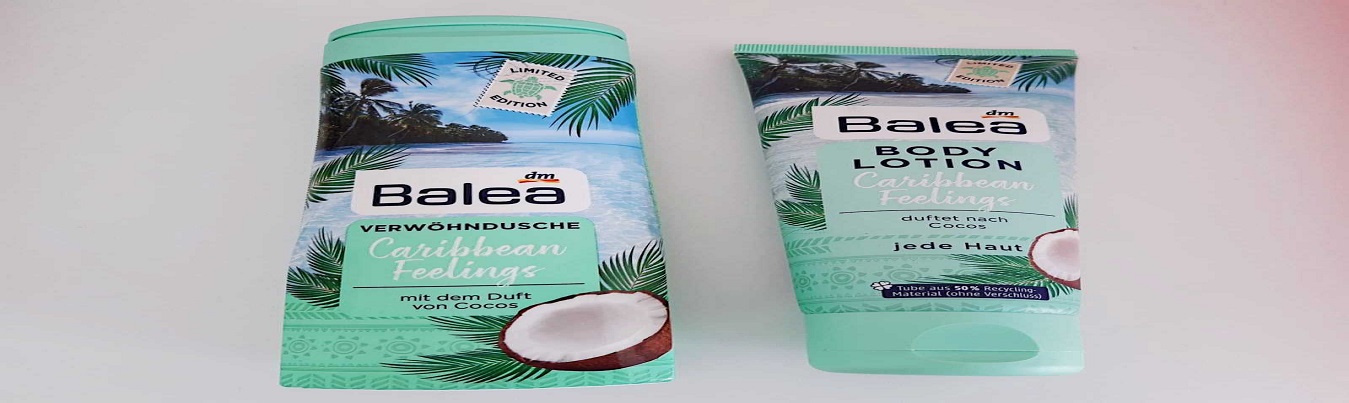 LIMITED
EDITION
dm
Balea
VERWÖHNDUSCHE
Caribbean
Feelings
mit dem Duft
von Cocos
LIMITED
EDITION
dm
Balea
BODY
LOTION
Caribbean
Feelings
duftet nach
Cocos
jede Haut
Tube aus 50% Recycling-
Material (ohne Verschluss)